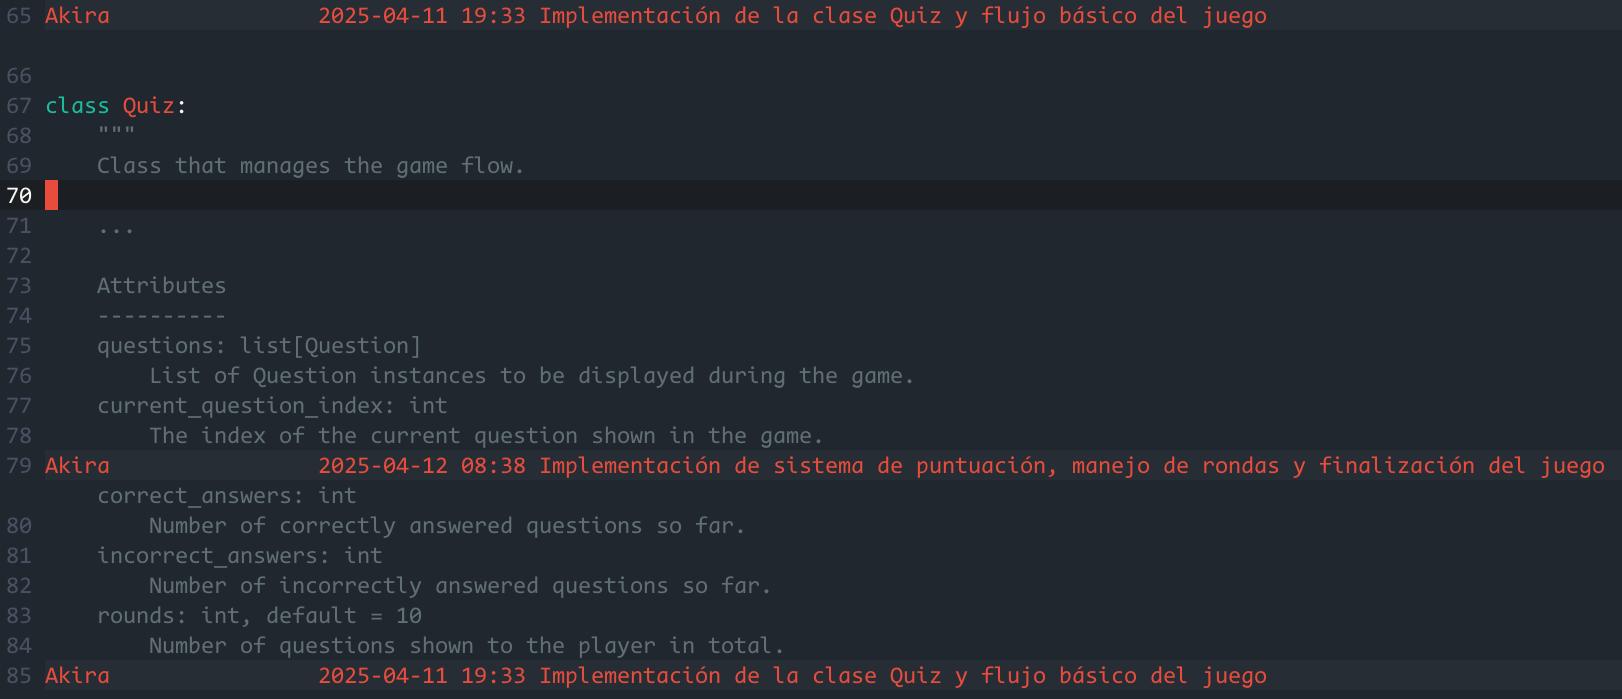 65 Akira 2025-04-11 19:33 Implementación de la clase Quiz y flujo básico del juego
66
67 class Quiz:
68 """
69 Class that manages the game flow.
70
71 ...
72
73 Attributes
74 ----------
75 questions: list[Question]
76 List of Question instances to be displayed during the game.
77 current_question_index: int
78 The index of the current question shown in the game.
79 Akira 2025-04-12 08:38 Implementación de sistema de puntuación, manejo de rondas y finalización del juego
correct_answers: int
80 Number of correctly answered questions so far.
81 incorrect_answers: int
82 Number of incorrectly answered questions so far.
83 rounds: int, default = 10
84 Number of questions shown to the player in total.
85 Akira 2025-04-11 19:33 Implementación de la clase Quiz y flujo básico del juego